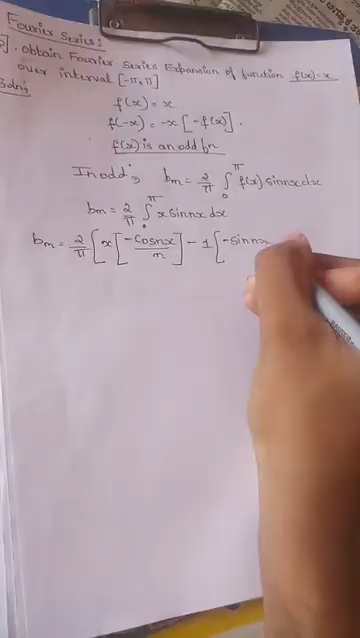 Fourier Series:
Q]. Obtain Fourier Series Expansion of function f(x)=x
over interval [-π,π]
Soln:
f(x) = x
f(-x) = -x [-f(x)].
f(x) is an odd fn
In odd ⇒ bn = 2/π ∫₀^π f(x) sinnx dx
bn = 2/π ∫₀^π x sinnx dx
bn = 2/π [x [-cosnx/n] - 1 [-sinnx